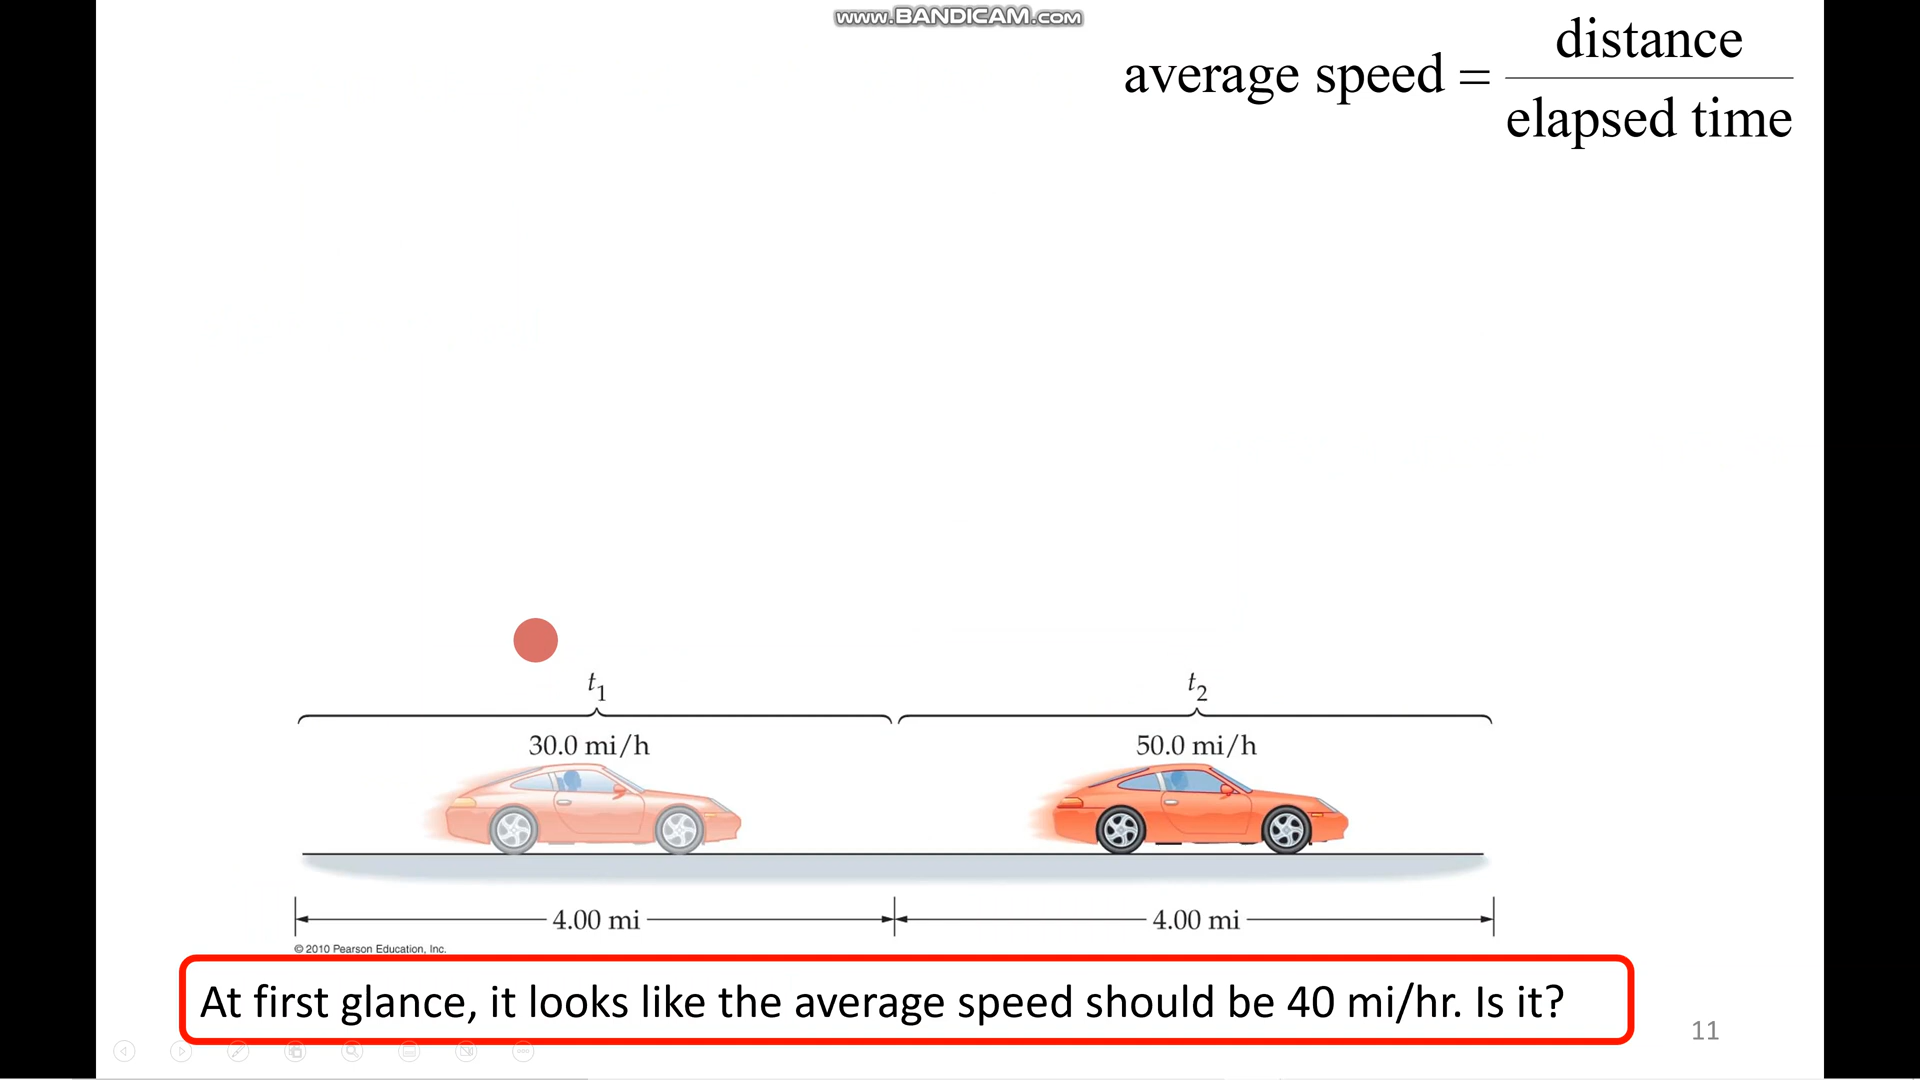 www.BANDICAM.com
average speed = distance / elapsed time
t1
t2
30.0 mi/h
50.0 mi/h
4.00 mi
4.00 mi
© 2010 Pearson Education, Inc.
At first glance, it looks like the average speed should be 40 mi/hr. Is it?
11